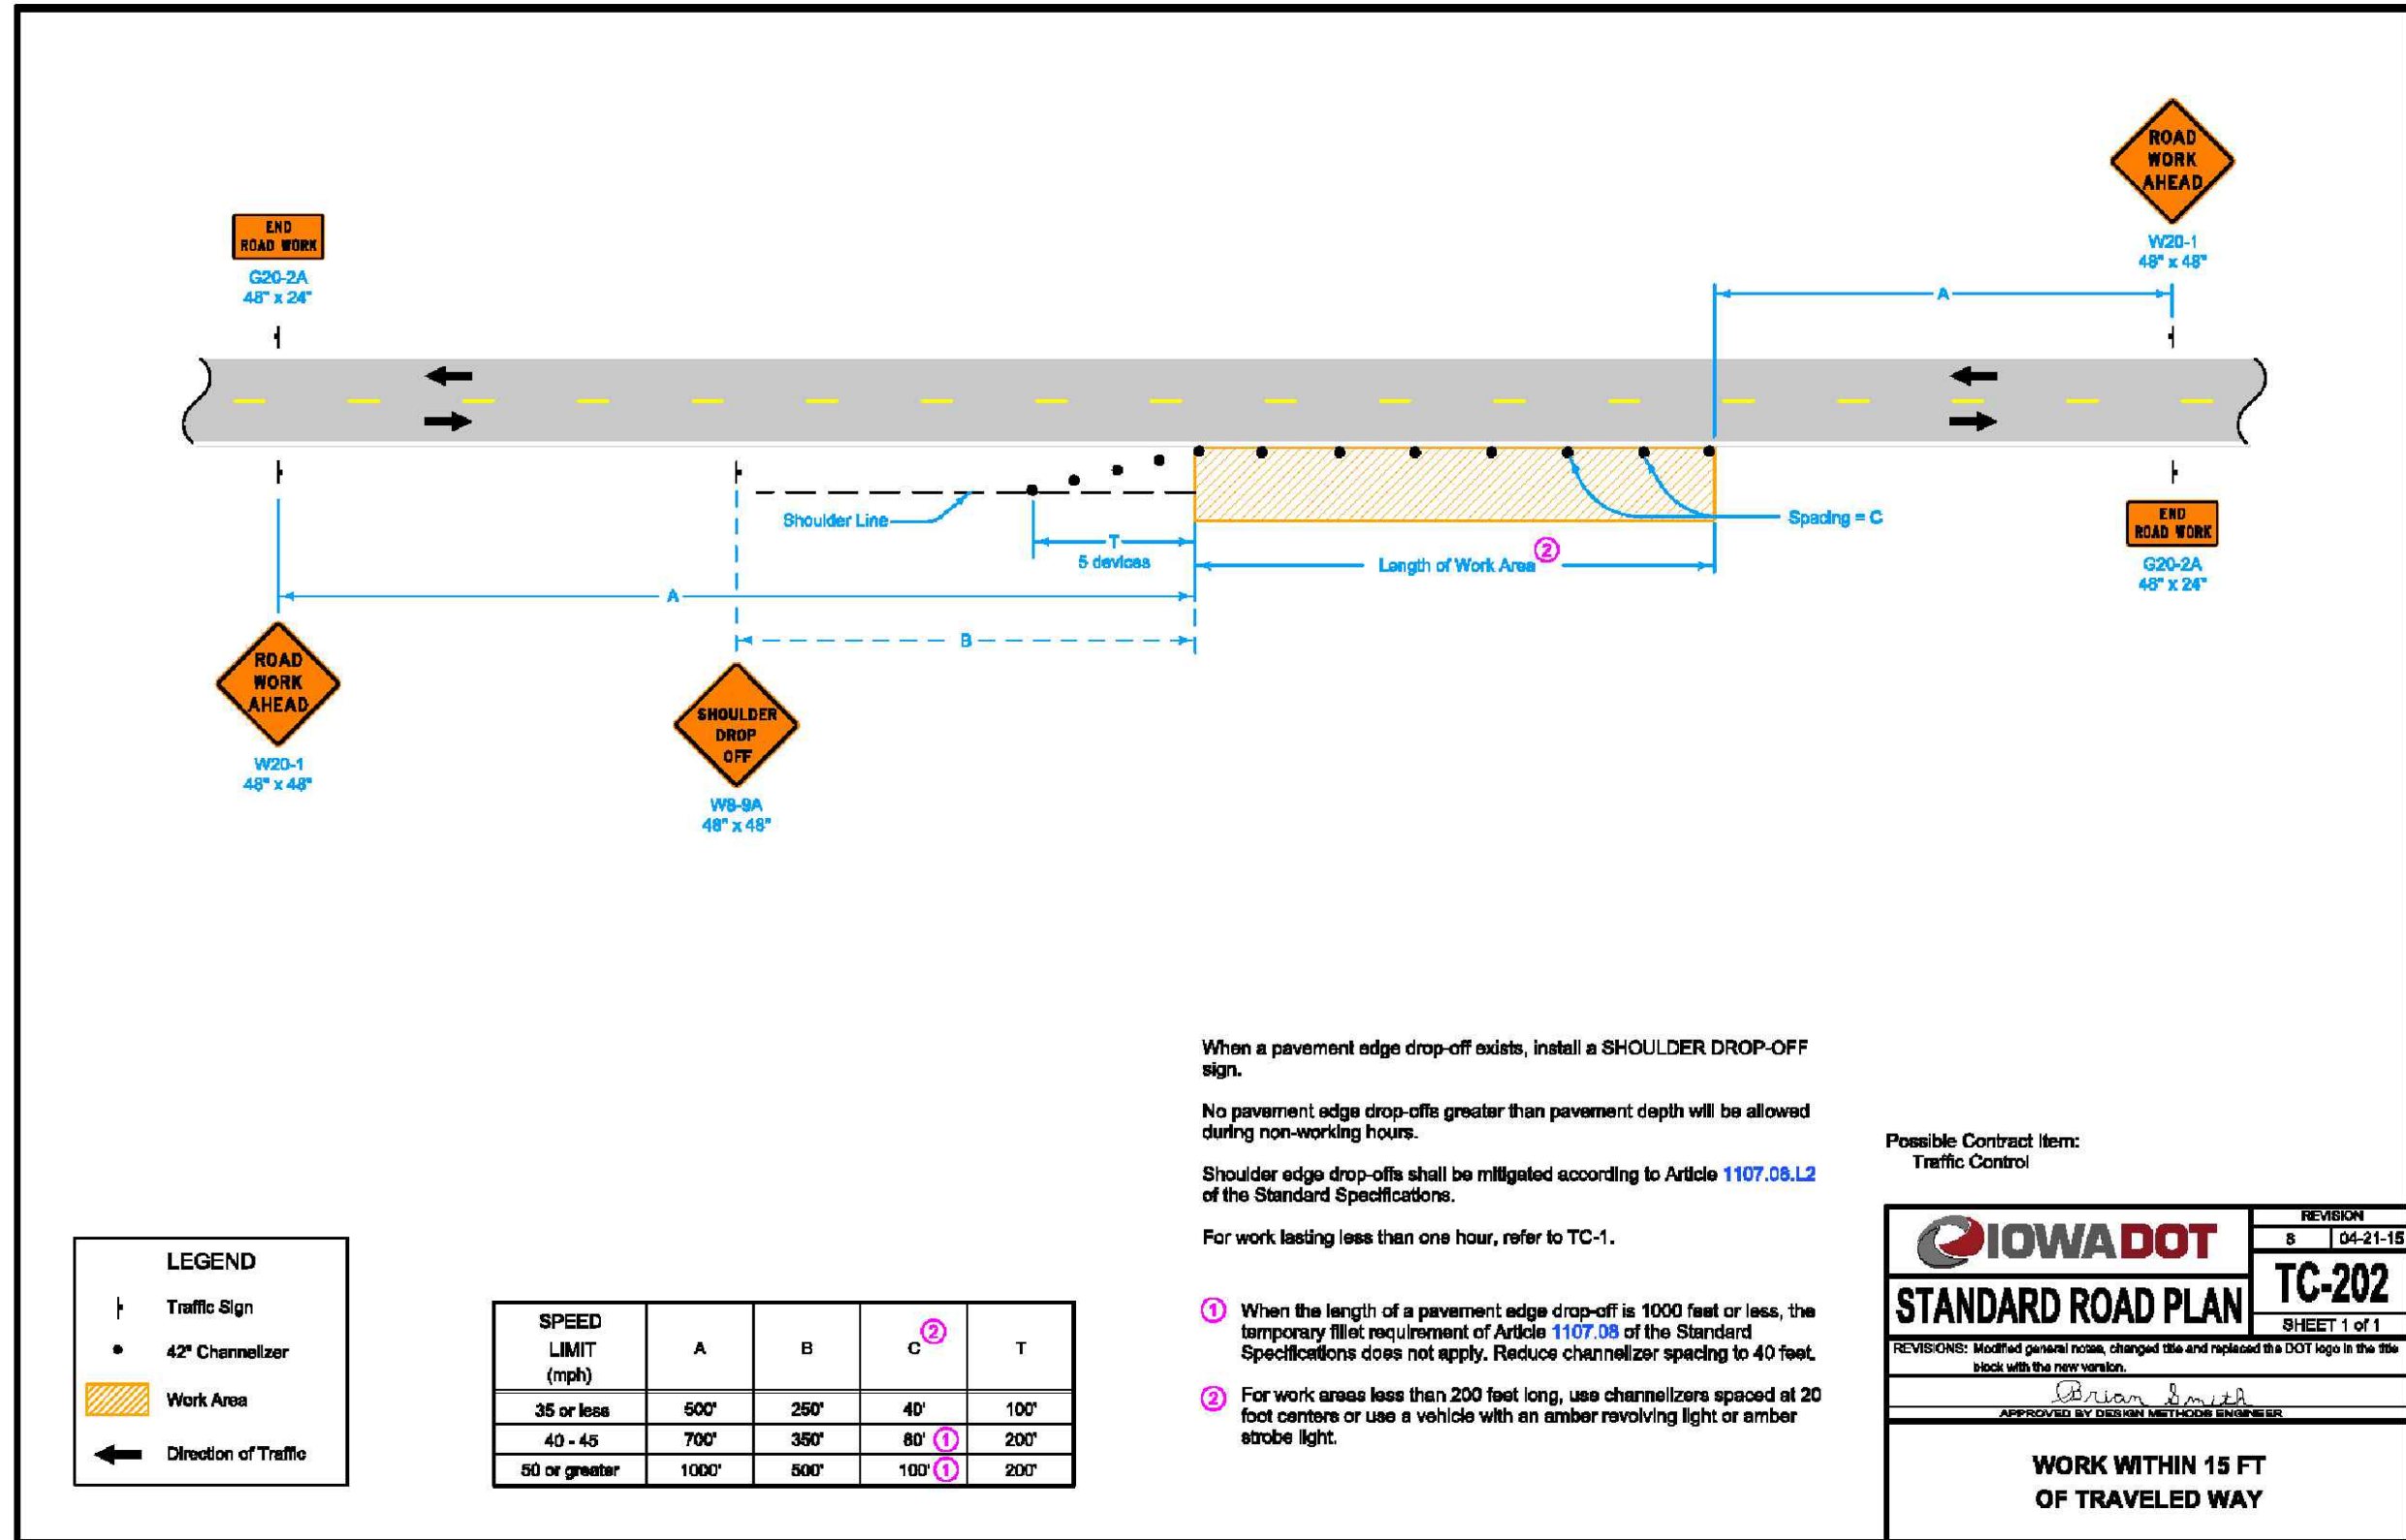 ROAD
WORK
AHEAD
W20-1
48" x 48"
END
ROAD WORK
G20-2A
48" x 24"
A
Shoulder Line
Spacing = C
T
5 devices
Length of Work Area ②
END
ROAD WORK
G20-2A
48" x 24"
A
B
ROAD
WORK
AHEAD
W20-1
48" x 48"
SHOULDER
DROP
OFF
W8-9A
48" x 48"
When a pavement edge drop-off exists, install a SHOULDER DROP-OFF
sign.
No pavement edge drop-offs greater than pavement depth will be allowed
during non-working hours.
Shoulder edge drop-offs shall be mitigated according to Article 1107.08.L2
of the Standard Specifications.
For work lasting less than one hour, refer to TC-1.
① When the length of a pavement edge drop-off is 1000 feet or less, the
temporary fillet requirement of Article 1107.08 of the Standard
Specifications does not apply. Reduce channelizer spacing to 40 feet.
② For work areas less than 200 feet long, use channelizers spaced at 20
foot centers or use a vehicle with an amber revolving light or amber
strobe light.
LEGEND
Traffic Sign
42" Channelizer
Work Area
Direction of Traffic
SPEED
LIMIT
(mph)
A B C ② T
35 or less 500' 250' 40' 100'
40 - 45 700' 350' 80' ① 200'
50 or greater 1000' 500' 100' ① 200'
Possible Contract Item:
Traffic Control
IOWADOT
REVISION
8 04-21-15
STANDARD ROAD PLAN
TC-202
SHEET 1 of 1
REVISIONS: Modified general notes, changed title and replaced the DOT logo in the title
block with the new version.
Brian Smith
APPROVED BY DESIGN METHODS ENGINEER
WORK WITHIN 15 FT
OF TRAVELED WAY